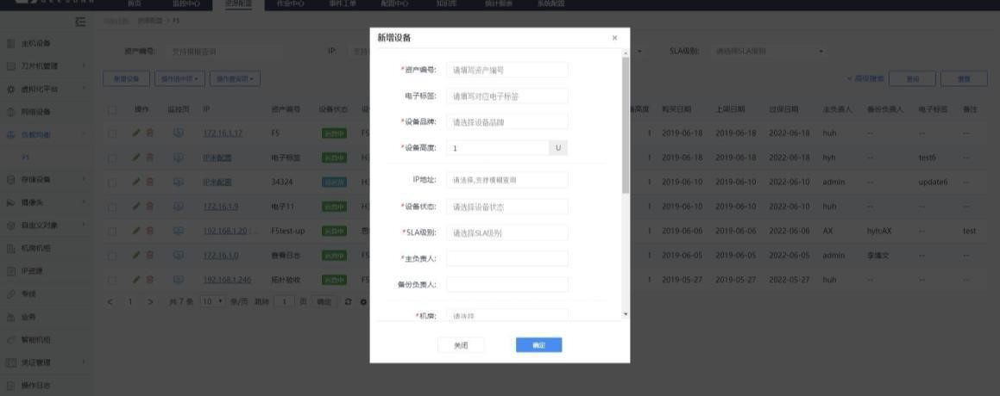 首页 监控中心 资源配置 作业中心 事件工单 配置中心 知识库 统计报表 系统配置
资源配置 > F5
主机设备
刀片机管理
虚拟化平台
网络设备
负载均衡
F5
存储设备
摄像头
自定义对象
机房机柜
IP资源
专线
业务
智能机柜
凭证管理
操作日志
资产编号: 支持模糊查询 IP: SLA级别: 请选择SLA级别
新增设备 操作选中项 操作查询项 高级搜索 查询 重置
操作 监控页 IP 资产编号 设备状态 高度 购买日期 上架日期 过保日期 主负责人 备份负责人 电子标签 备注
172.16.1.17 F5 运营中 F5 1 2019-06-18 2019-06-18 2022-06-18 huh -- --
IP未配置 电子标签 运营中 1 2019-06-18 2019-06-18 2022-06-18 hyh -- test6 --
IP未配置 34324 1 2019-06-10 2019-06-10 2022-06-10 admin -- update6 --
172.16.1.9 电子11 运营中 1 2019-06-10 2019-06-10 2022-06-10 huh -- -- --
192.168.1.20 ; ... F5test-up 运营中 1 2019-06-06 2019-06-06 2022-06-06 AX hyh;AX -- test
172.16.1.0 查看日志 运营中 F5 1 2019-06-05 2019-06-05 2022-06-05 admin -- --
192.168.1.246 拓扑验收 运营中 F5 1 2019-05-27 2019-05-27 2022-05-27 huh -- -- --
< 1 > 共 7 条 10 条/页 跳转 1 页 确定
新增设备 ×
*资产编号: 请填写资产编号
电子标签: 请填写对应电子标签
*设备品牌: 请选择设备品牌
*设备高度: 1 U
IP地址: 请选择,支持模糊查询
*设备状态: 请选择设备状态
*SLA级别: 请选择SLA级别
*主负责人:
备份负责人:
*机房: 请选择
关闭 确定